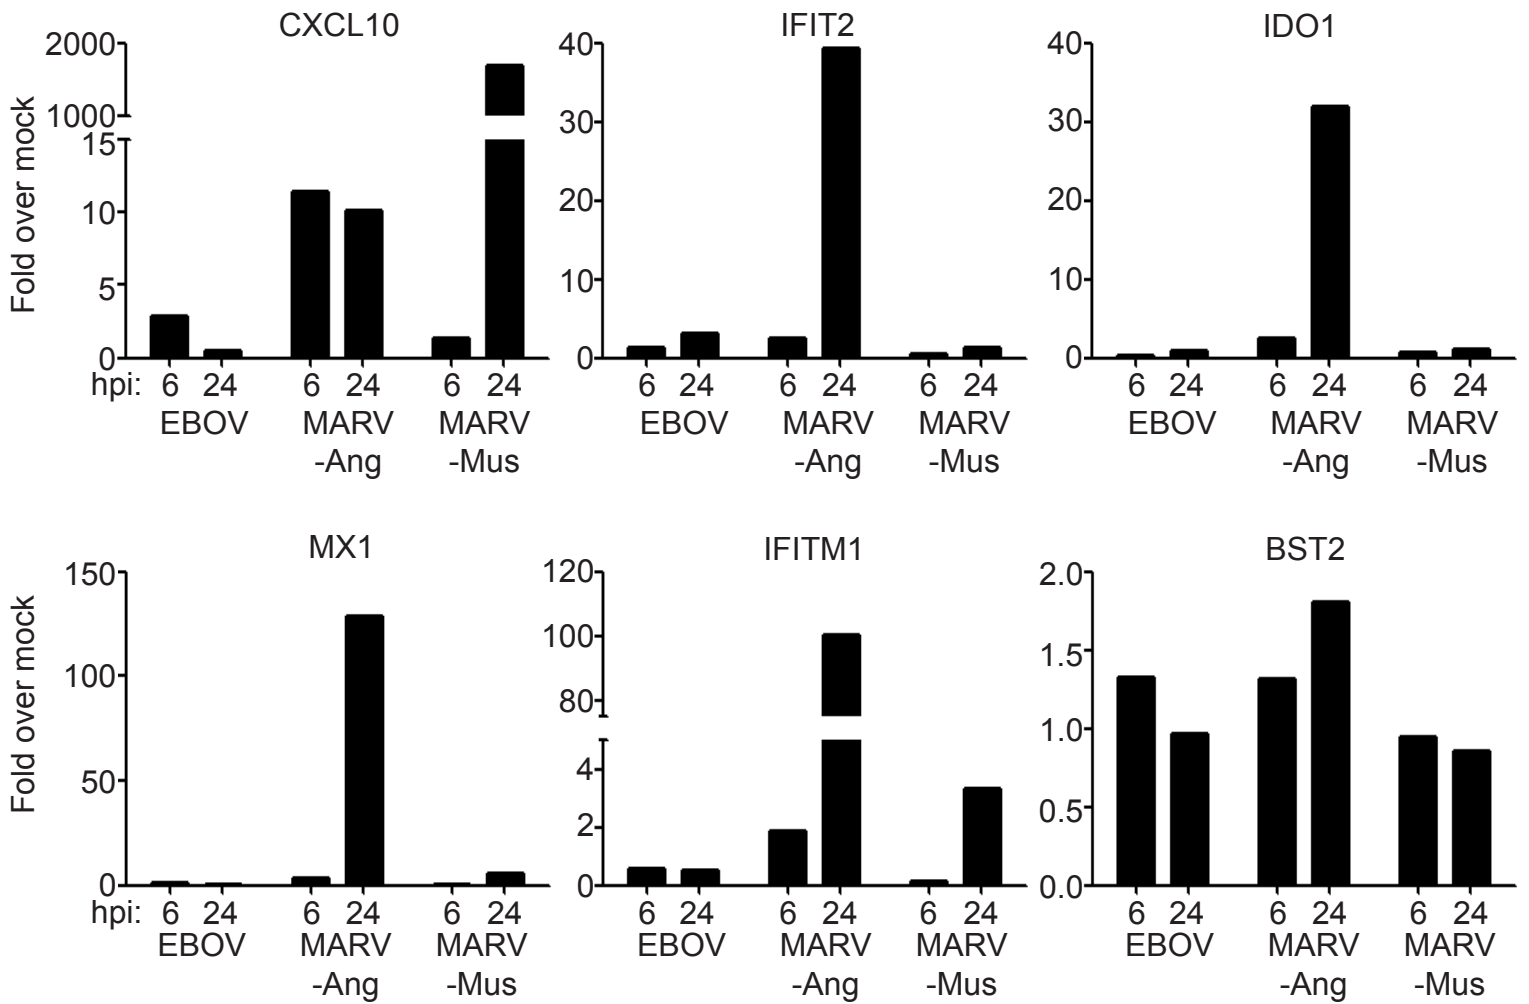 CXCL10
Fold over mock
2000
1000
15
10
5
0
hpi: 6 24 6 24 6 24
EBOV MARV -Ang MARV -Mus
IFIT2
40
30
20
10
0
6 24 6 24 6 24
EBOV MARV -Ang MARV -Mus
IDO1
40
30
20
10
0
6 24 6 24 6 24
EBOV MARV -Ang MARV -Mus
MX1
Fold over mock
150
100
50
0
hpi: 6 24 6 24 6 24
EBOV MARV -Ang MARV -Mus
IFITM1
120
100
80
4
2
0
6 24 6 24 6 24
EBOV MARV -Ang MARV -Mus
BST2
2.0
1.5
1.0
0.5
0.0
6 24 6 24 6 24
EBOV MARV -Ang MARV -Mus